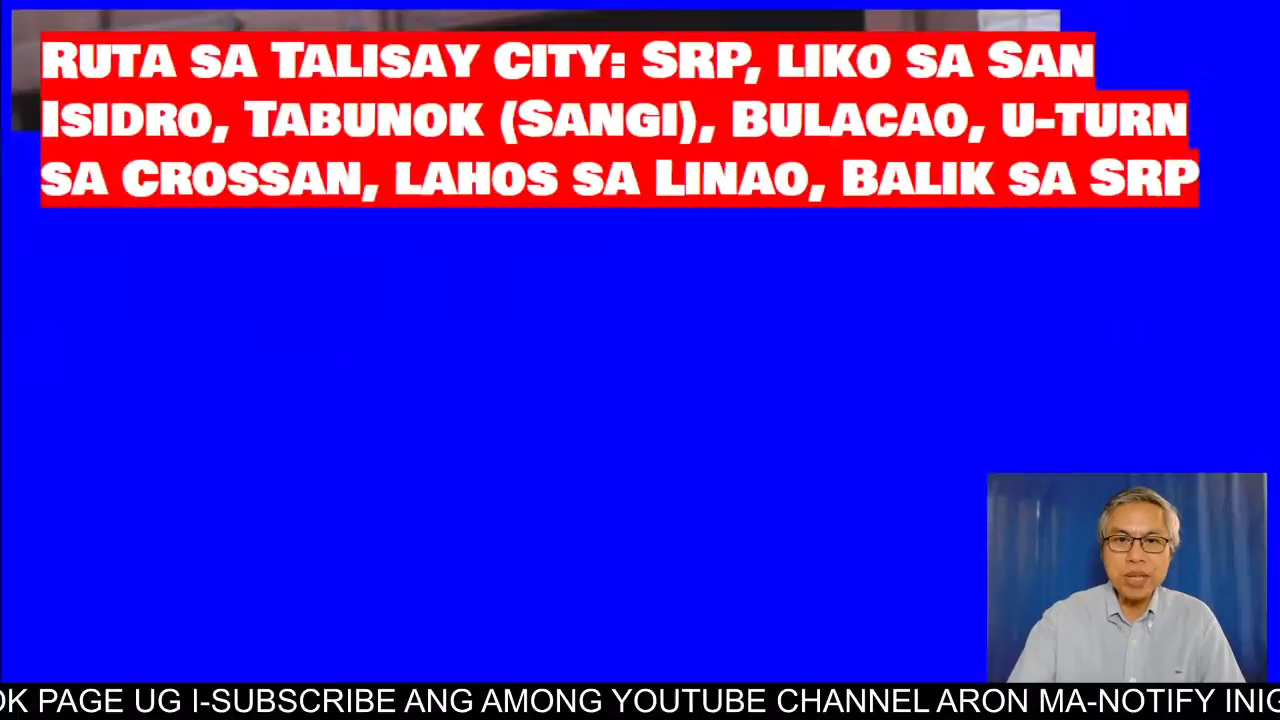 Ruta sa Talisay City: SRP, liko sa San
Isidro, Tabunok (Sangi), Bulacao, u-turn
sa Crossan, lahos sa Linao, Balik sa SRP
OK PAGE UG I-SUBSCRIBE ANG AMONG YOUTUBE CHANNEL ARON MA-NOTIFY